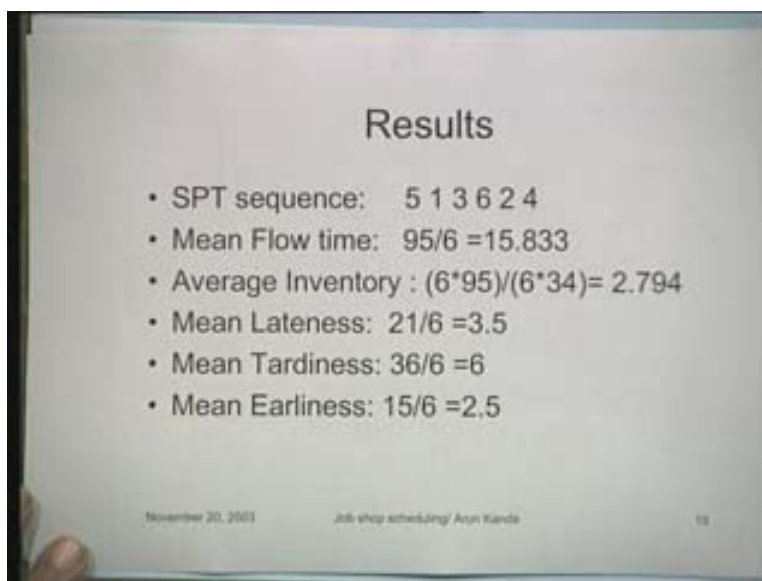 Results
• SPT sequence: 5 1 3 6 2 4
• Mean Flow time: 95/6 =15.833
• Average Inventory : (6*95)/(6*34)= 2.794
• Mean Lateness: 21/6 =3.5
• Mean Tardiness: 36/6 =6
• Mean Earliness: 15/6 =2.5
November 20, 2003 Job shop scheduling/ Arun Kanda